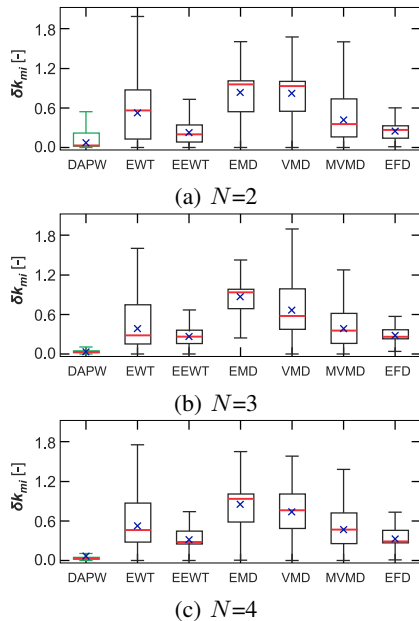 δk_mi [-]
1.8
1.2
0.6
0.0
DAPW EWT EEWT EMD VMD MVMD EFD
(a) N=2
δk_mi [-]
1.8
1.2
0.6
0.0
DAPW EWT EEWT EMD VMD MVMD EFD
(b) N=3
δk_mi [-]
1.8
1.2
0.6
0.0
DAPW EWT EEWT EMD VMD MVMD EFD
(c) N=4